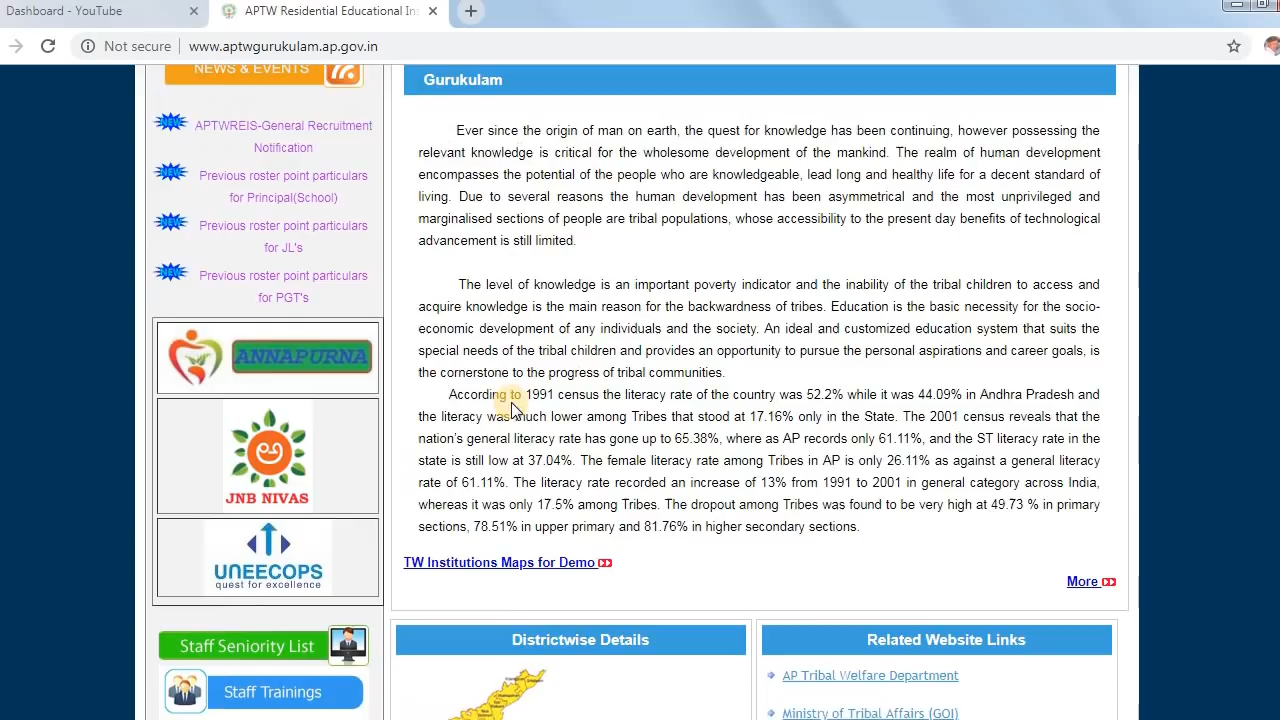 Dashboard - YouTube
APTW Residential Educational Ins
Not secure
www.aptwgurukulam.ap.gov.in
NEWS & EVENTS
NEW
APTWREIS-General Recruitment
Notification
NEW
Previous roster point particulars
for Principal(School)
NEW
Previous roster point particulars
for JL's
NEW
Previous roster point particulars
for PGT's
ANNAPURNA
JNB NIVAS
UNEECOPS
quest for excellence
Staff Seniority List
Staff Trainings
Gurukulam
Ever since the origin of man on earth, the quest for knowledge has been continuing, however possessing the
relevant knowledge is critical for the wholesome development of the mankind. The realm of human development
encompasses the potential of the people who are knowledgeable, lead long and healthy life for a decent standard of
living. Due to several reasons the human development has been asymmetrical and the most unprivileged and
marginalised sections of people are tribal populations, whose accessibility to the present day benefits of technological
advancement is still limited.
The level of knowledge is an important poverty indicator and the inability of the tribal children to access and
acquire knowledge is the main reason for the backwardness of tribes. Education is the basic necessity for the socio-
economic development of any individuals and the society. An ideal and customized education system that suits the
special needs of the tribal children and provides an opportunity to pursue the personal aspirations and career goals, is
the cornerstone to the progress of tribal communities.
According to 1991 census the literacy rate of the country was 52.2% while it was 44.09% in Andhra Pradesh and
the literacy was much lower among Tribes that stood at 17.16% only in the State. The 2001 census reveals that the
nation's general literacy rate has gone up to 65.38%, where as AP records only 61.11%, and the ST literacy rate in the
state is still low at 37.04%. The female literacy rate among Tribes in AP is only 26.11% as against a general literacy
rate of 61.11%. The literacy rate recorded an increase of 13% from 1991 to 2001 in general category across India,
whereas it was only 17.5% among Tribes. The dropout among Tribes was found to be very high at 49.73 % in primary
sections, 78.51% in upper primary and 81.76% in higher secondary sections.
TW Institutions Maps for Demo
More
Districtwise Details
Related Website Links
AP Tribal Welfare Department
Ministry of Tribal Affairs (GOI)